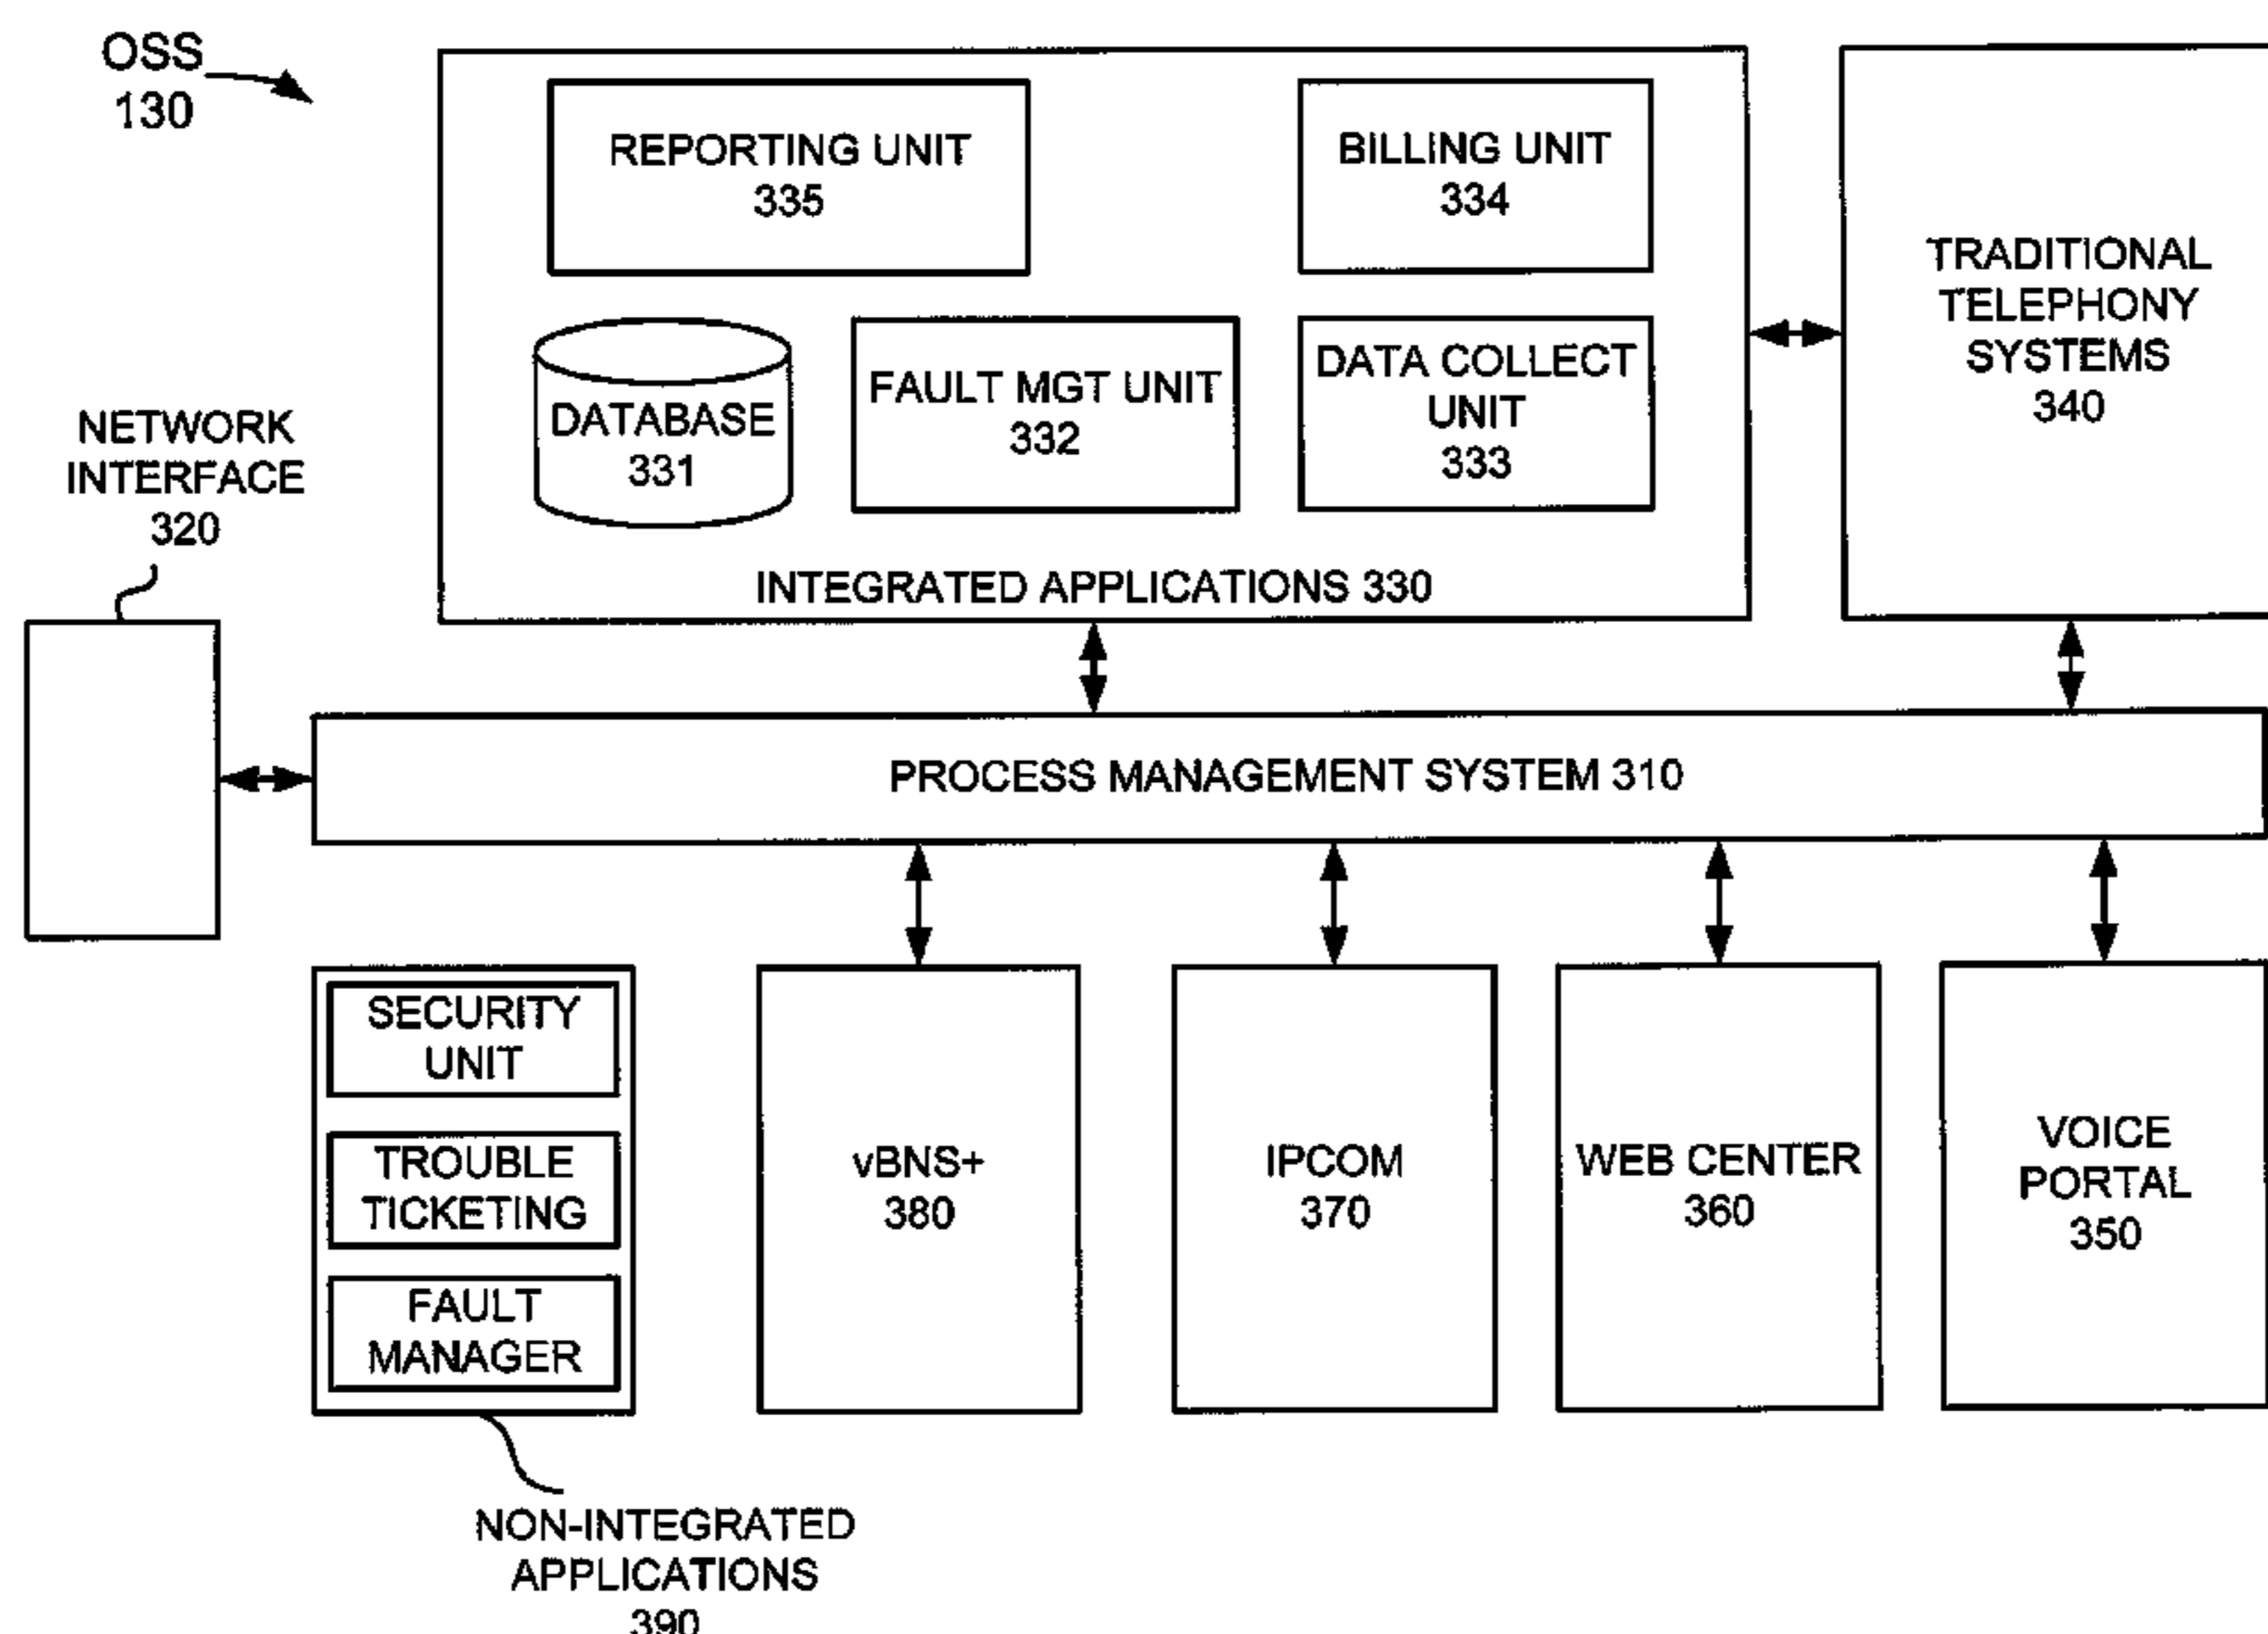 OSS
130
REPORTING UNIT
335
BILLING UNIT
334
TRADITIONAL
TELEPHONY
SYSTEMS
340
DATABASE
331
FAULT MGT UNIT
332
DATA COLLECT
UNIT
333
NETWORK
INTERFACE
320
INTEGRATED APPLICATIONS 330
PROCESS MANAGEMENT SYSTEM 310
SECURITY
UNIT
TROUBLE
TICKETING
FAULT
MANAGER
vBNS+
380
IPCOM
370
WEB CENTER
360
VOICE
PORTAL
350
NON-INTEGRATED
APPLICATIONS
390